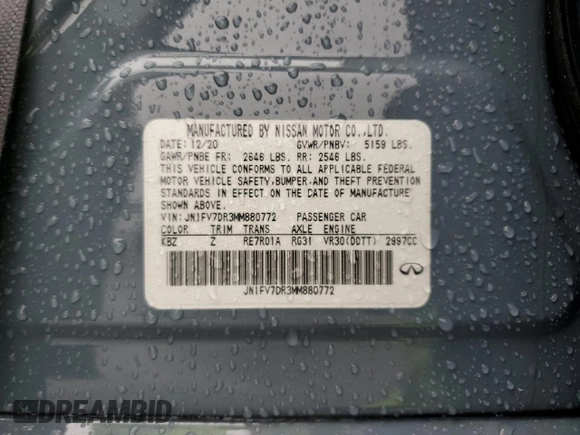 MANUFACTURED BY NISSAN MOTOR CO.,LTD.
DATE: 12/20 GVWR/PNBV: 5159 LBS.
GAWR/PNBE FR: 2646 LBS. RR: 2546 LBS.
THIS VEHICLE CONFORMS TO ALL APPLICABLE FEDERAL
MOTOR VEHICLE SAFETY, BUMPER, AND THEFT PREVENTION
STANDARDS IN EFFECT ON THE DATE OF MANUFACTURE
SHOWN ABOVE.
VIN: JN1FV7DR3MM880772 PASSENGER CAR
COLOR TRIM TRANS AXLE ENGINE
KBZ Z RE7R01A RG31 VR30(DDTT) 2997CC
JN1FV7DR3MM880772
DREAMBID